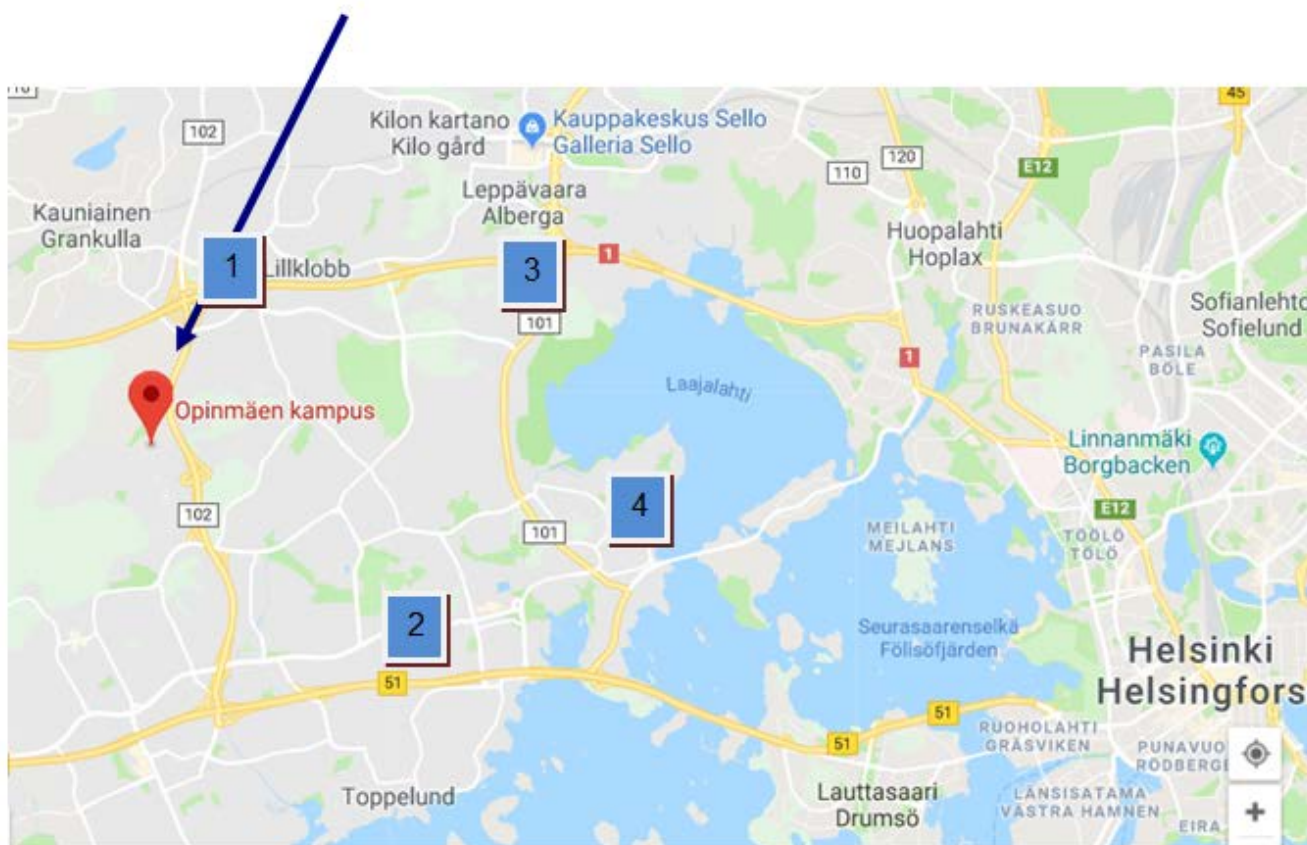 45
102
Kilon kartano
Kilo gård
Kauppakeskus Sello
Galleria Sello
120
E12
110
Leppävaara
Alberga
Kauniainen
Grankulla
Huopalahti
Hoplax
1
Lillklobb
3
1
Sofianlehto
Sofielund
RUSKEASUO
BRUNAKÄRR
101
PASILA
BÖLE
1
Laajalahti
Opinmäen kampus
Linnanmäki
Borgbacken
102
4
101
MEILAHTI
MEJLANS
E12
TÖÖLÖ
TÖLÖ
2
Seurasaarenselkä
Fölisöfjärden
Helsinki
Helsingfors
51
51
51
RUOHOLAHTI
GRÄSVIKEN
PUNAVUO
RÖDBERGE
Toppelund
Lauttasaari
Drumsö
LÄNSISATAMA
VÄSTRA HAMNEN
EIRA
+